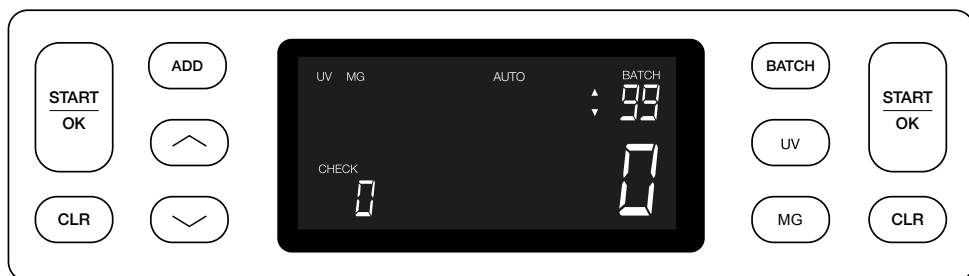 START
OK
CLR
ADD
UV MG AUTO BATCH
99
CHECK
0
0
BATCH
UV
MG
START
OK
CLR